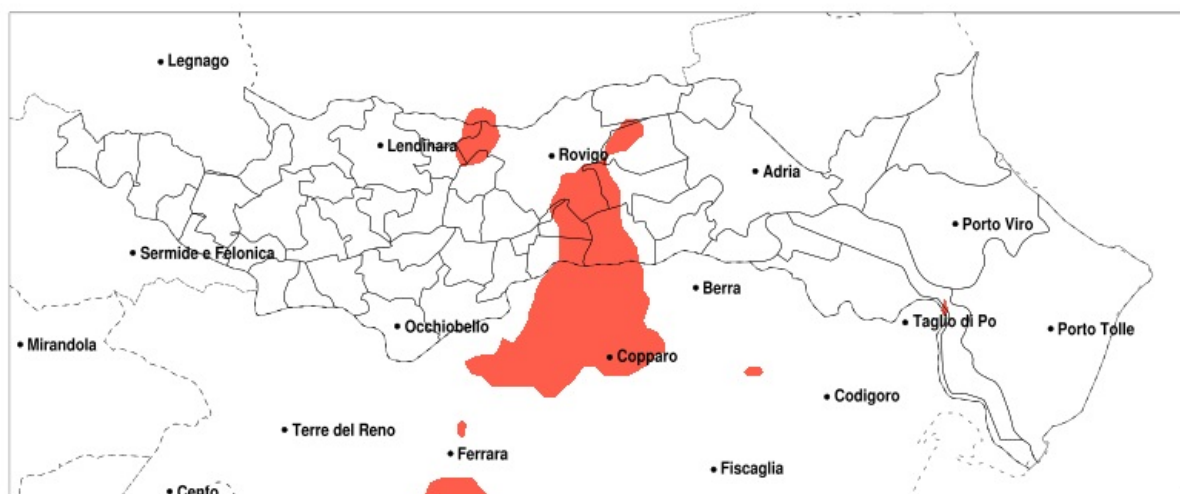 Legnago
Lendinara
Rovigo
Adria
Porto Viro
Sermide e Felonica
Berra
Occhiobello
Taglio di Po
Porto Tolle
Mirandola
Copparo
Codigoro
Terre del Reno
Ferrara
Fiscaglia
Cento